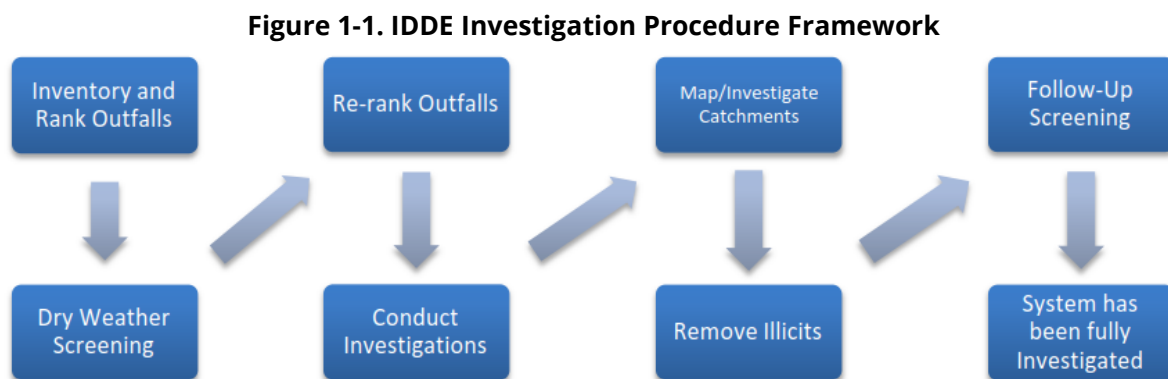 Figure 1-1. IDDE Investigation Procedure Framework
Inventory and
Rank Outfalls
Dry Weather
Screening
Re-rank Outfalls
Conduct
Investigations
Map/Investigate
Catchments
Remove Illicits
Follow-Up
Screening
System has
been fully
Investigated